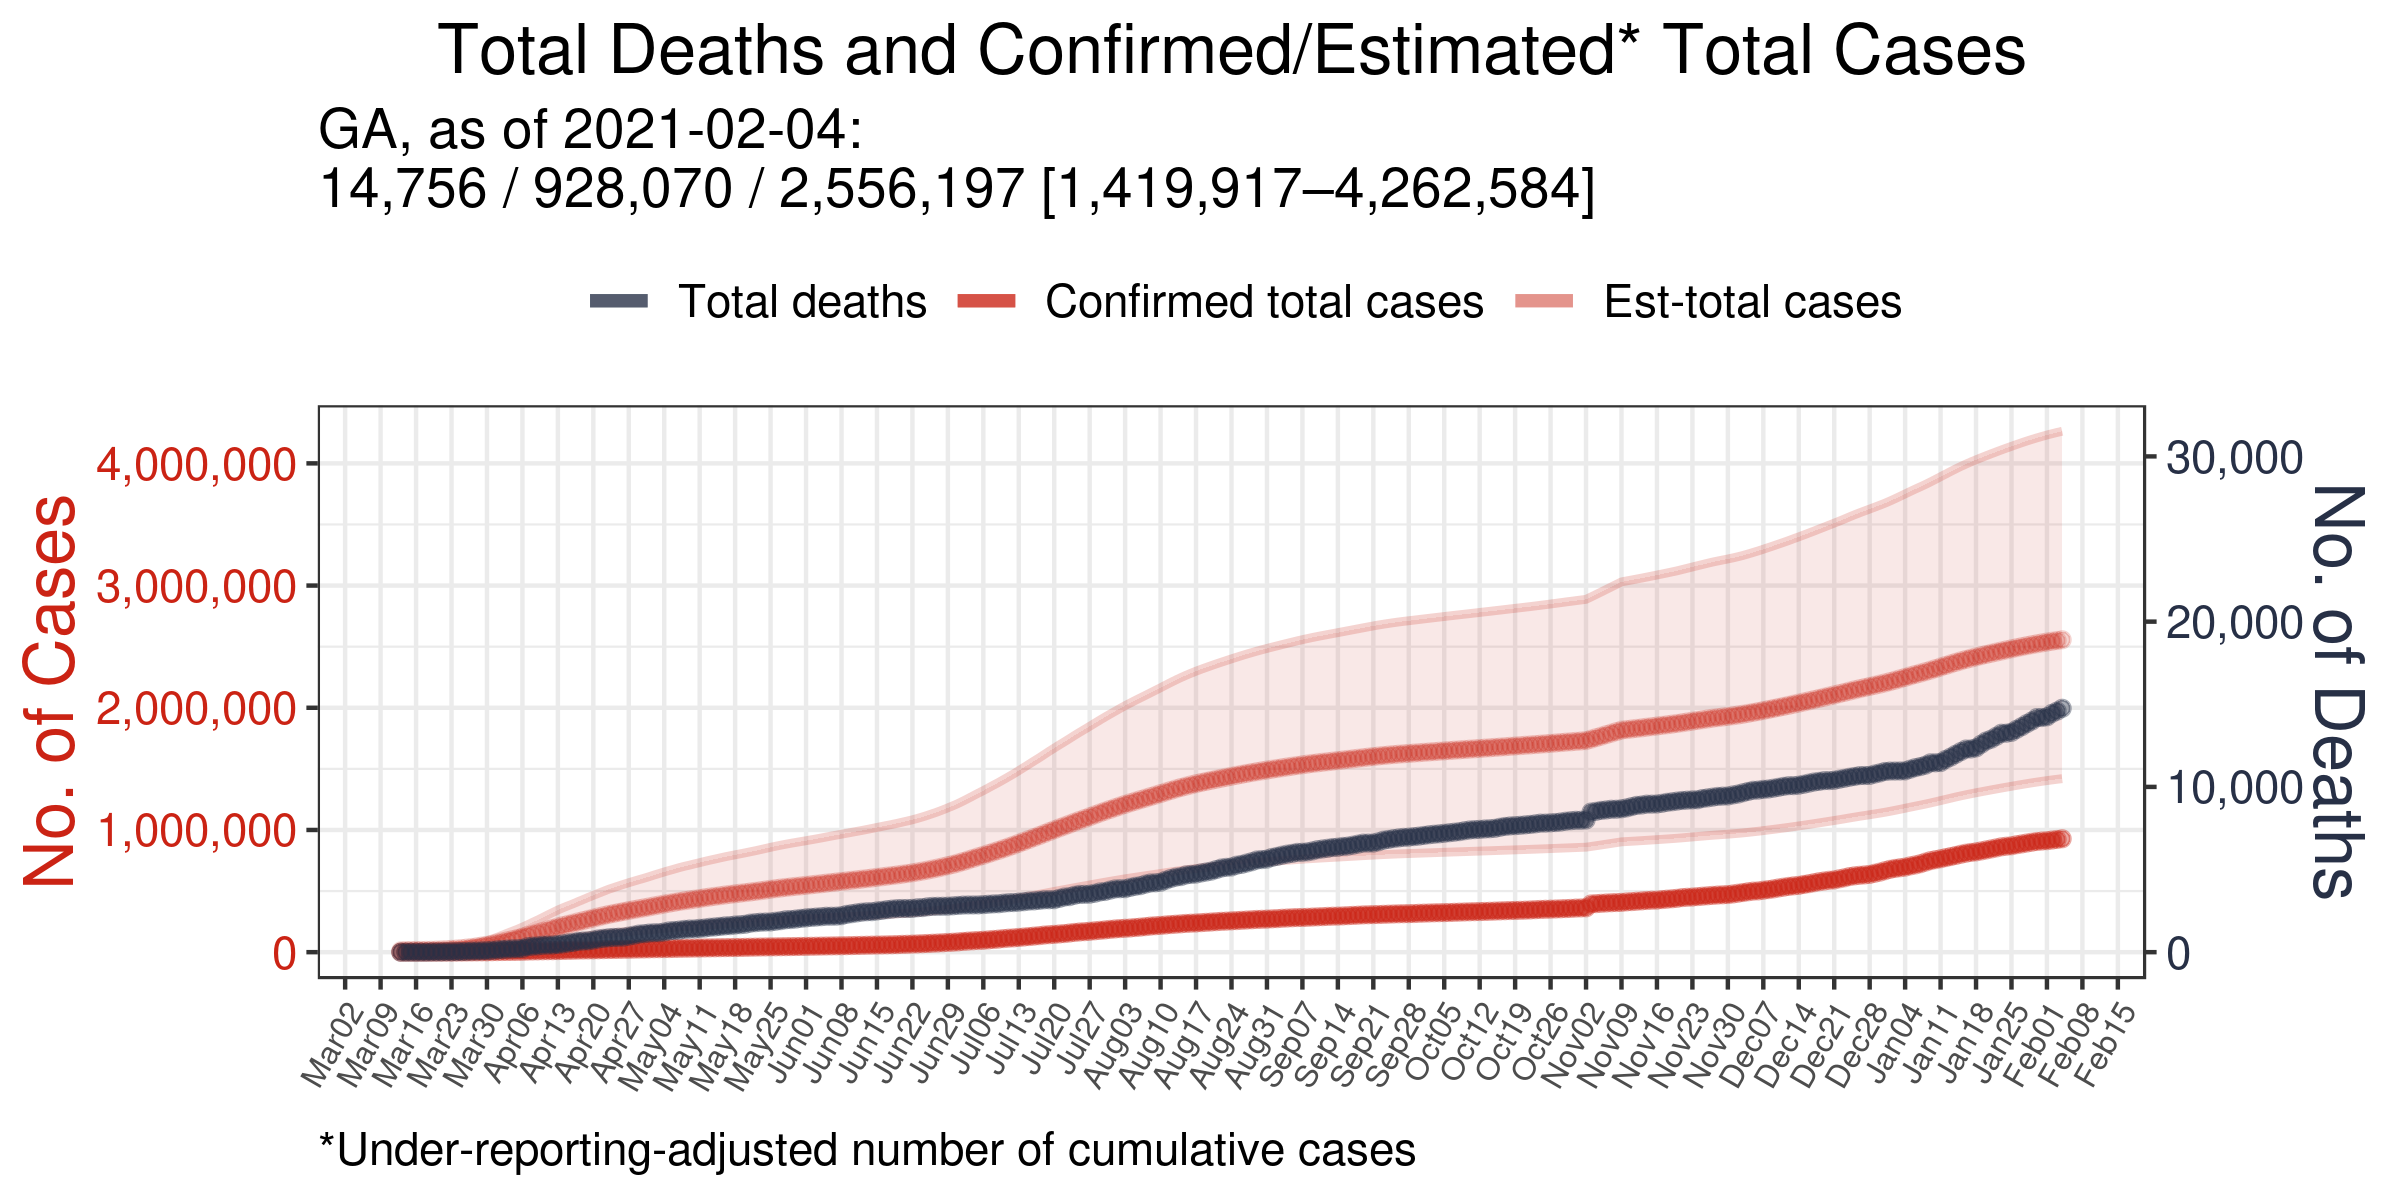 Total Deaths and Confirmed/Estimated* Total Cases
GA, as of 2021-02-04:
14,756 / 928,070 / 2,556,197 [1,419,917–4,262,584]
Total deaths
Confirmed total cases
Est-total cases
No. of Cases
4,000,000
3,000,000
2,000,000
1,000,000
0
30,000
20,000
10,000
0
No. of Deaths
Mar02
Mar09
Mar16
Mar23
Mar30
Apr06
Apr13
Apr20
Apr27
May04
May11
May18
May25
Jun01
Jun08
Jun15
Jun22
Jun29
Jul06
Jul13
Jul20
Jul27
Aug03
Aug10
Aug17
Aug24
Aug31
Sep07
Sep14
Sep21
Sep28
Oct05
Oct12
Oct19
Oct26
Nov02
Nov09
Nov16
Nov23
Nov30
Dec07
Dec14
Dec21
Dec28
Jan04
Jan11
Jan18
Jan25
Feb01
Feb08
Feb15
*Under-reporting-adjusted number of cumulative cases